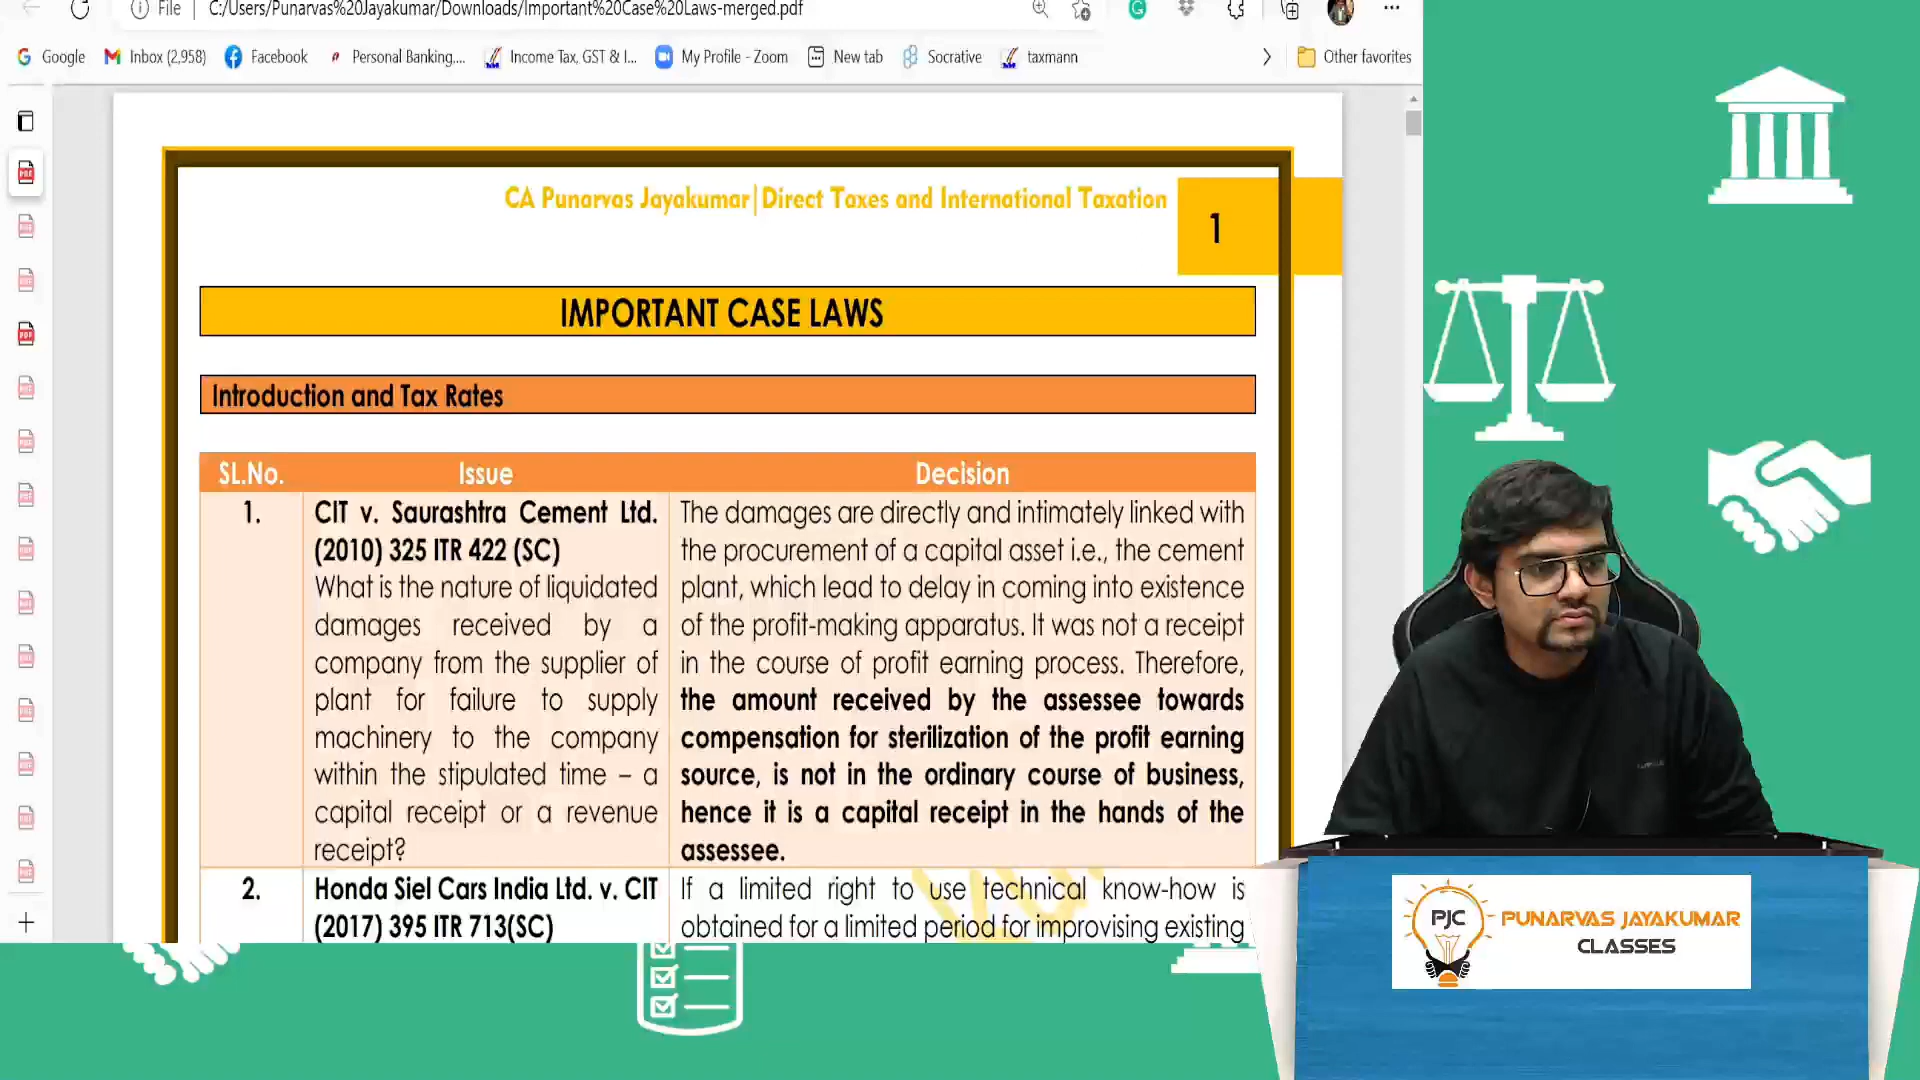 File
C:/Users/Punarvas%20Jayakumar/Downloads/Important%20Case%20Laws-merged.pdf
Google
Inbox (2,958)
Facebook
Personal Banking,...
Income Tax, GST & I...
My Profile - Zoom
New tab
Socrative
taxmann
Other favorites
CA Punarvas Jayakumar|Direct Taxes and International Taxation
1
IMPORTANT CASE LAWS
Introduction and Tax Rates
SL.No. Issue Decision
1.
CIT v. Saurashtra Cement Ltd.
(2010) 325 ITR 422 (SC)
What is the nature of liquidated
damages received by a
company from the supplier of
plant for failure to supply
machinery to the company
within the stipulated time – a
capital receipt or a revenue
receipt?
The damages are directly and intimately linked with
the procurement of a capital asset i.e., the cement
plant, which lead to delay in coming into existence
of the profit-making apparatus. It was not a receipt
in the course of profit earning process. Therefore,
the amount received by the assessee towards
compensation for sterilization of the profit earning
source, is not in the ordinary course of business,
hence it is a capital receipt in the hands of the
assessee.
2.
Honda Siel Cars India Ltd. v. CIT
(2017) 395 ITR 713(SC)
If a limited right to use technical know-how is
obtained for a limited period for improvising existing
PJC
PUNARVAS JAYAKUMAR
CLASSES